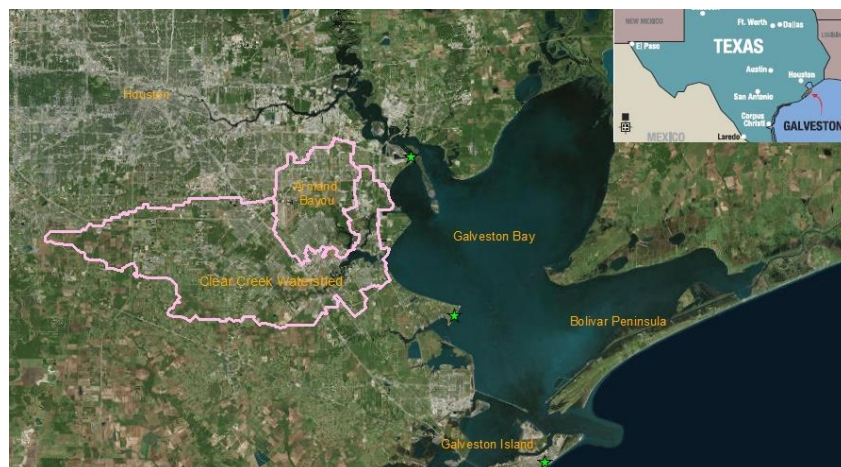 NEW MEXICO
Ft. Worth
Dallas
El Paso
TEXAS
Austin
Houston
San Antonio
Corpus
Christi
GALVESTON
MEXICO
Laredo
Houston
Armand
Bayou
Galveston Bay
Clear Creek Watershed
Bolivar Peninsula
Galveston Island